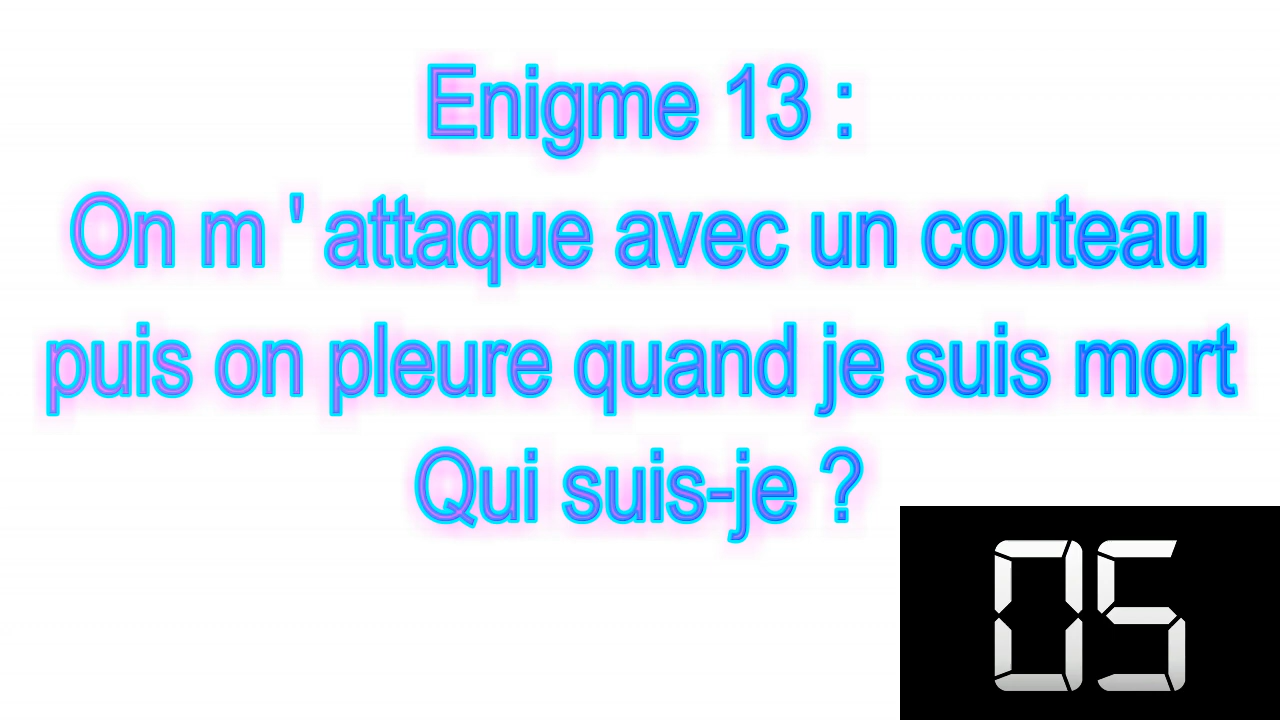 Enigme 13 :
On m ' attaque avec un couteau
puis on pleure quand je suis mort
Qui suis-je ?
05